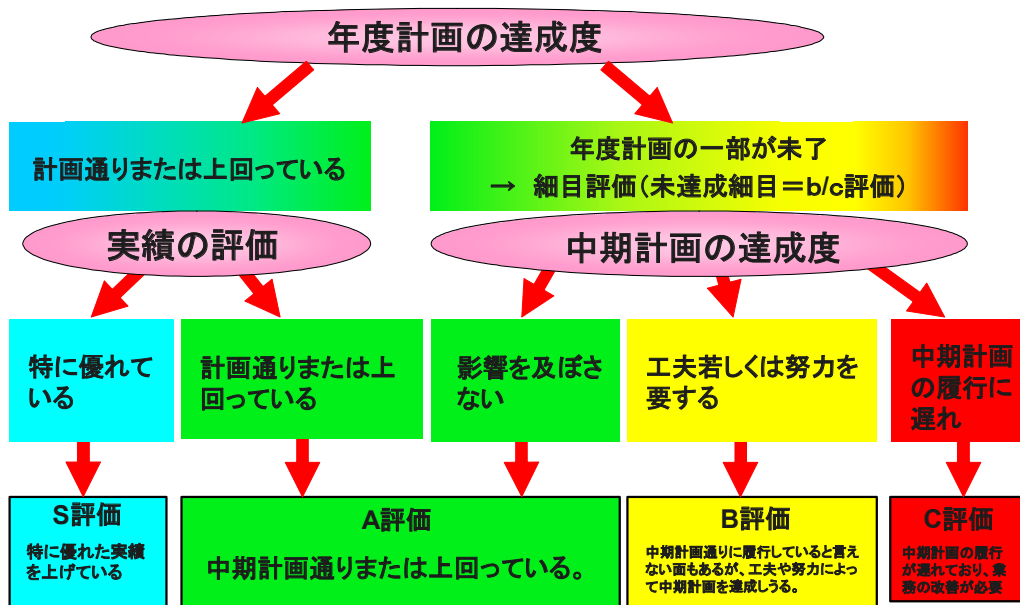 年度計画の達成度
計画通りまたは上回っている
年度計画の一部が未了
→ 細目評価(未達成細目=b/c評価)
実績の評価
中期計画の達成度
特に優れて
いる
計画通りまたは上
回っている
影響を及ぼさ
ない
工夫若しくは努力を
要する
中期計画
の履行に
遅れ
S評価
特に優れた実績
を上げている
A評価
中期計画通りまたは上回っている。
B評価
中期計画通りに履行していると言え
ない面もあるが、工夫や努力によっ
て中期計画を達成しうる。
C評価
中期計画の履行
が遅れており、業
務の改善が必要